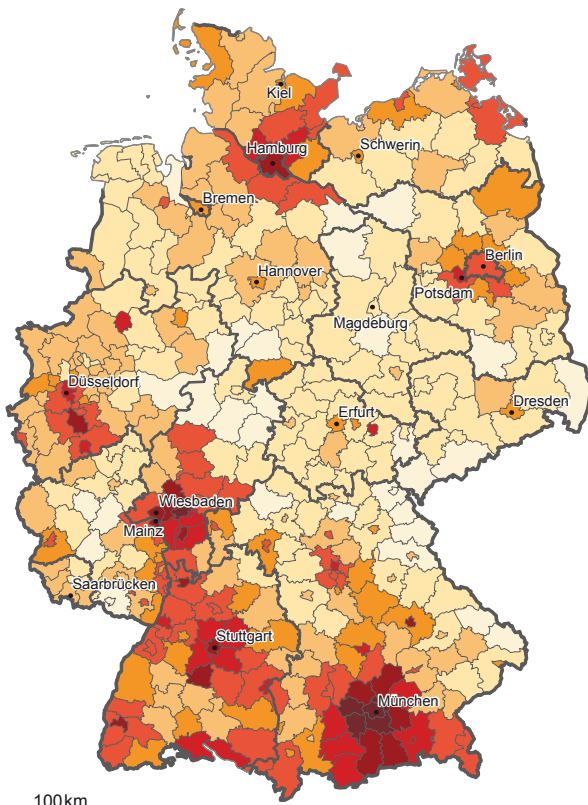 Kiel
Schwerin
Hamburg
Bremen
Berlin
Hannover
Potsdam
Magdeburg
Düsseldorf
Dresden
Erfurt
Wiesbaden
Mainz
Saarbrücken
Stuttgart
München
100 km